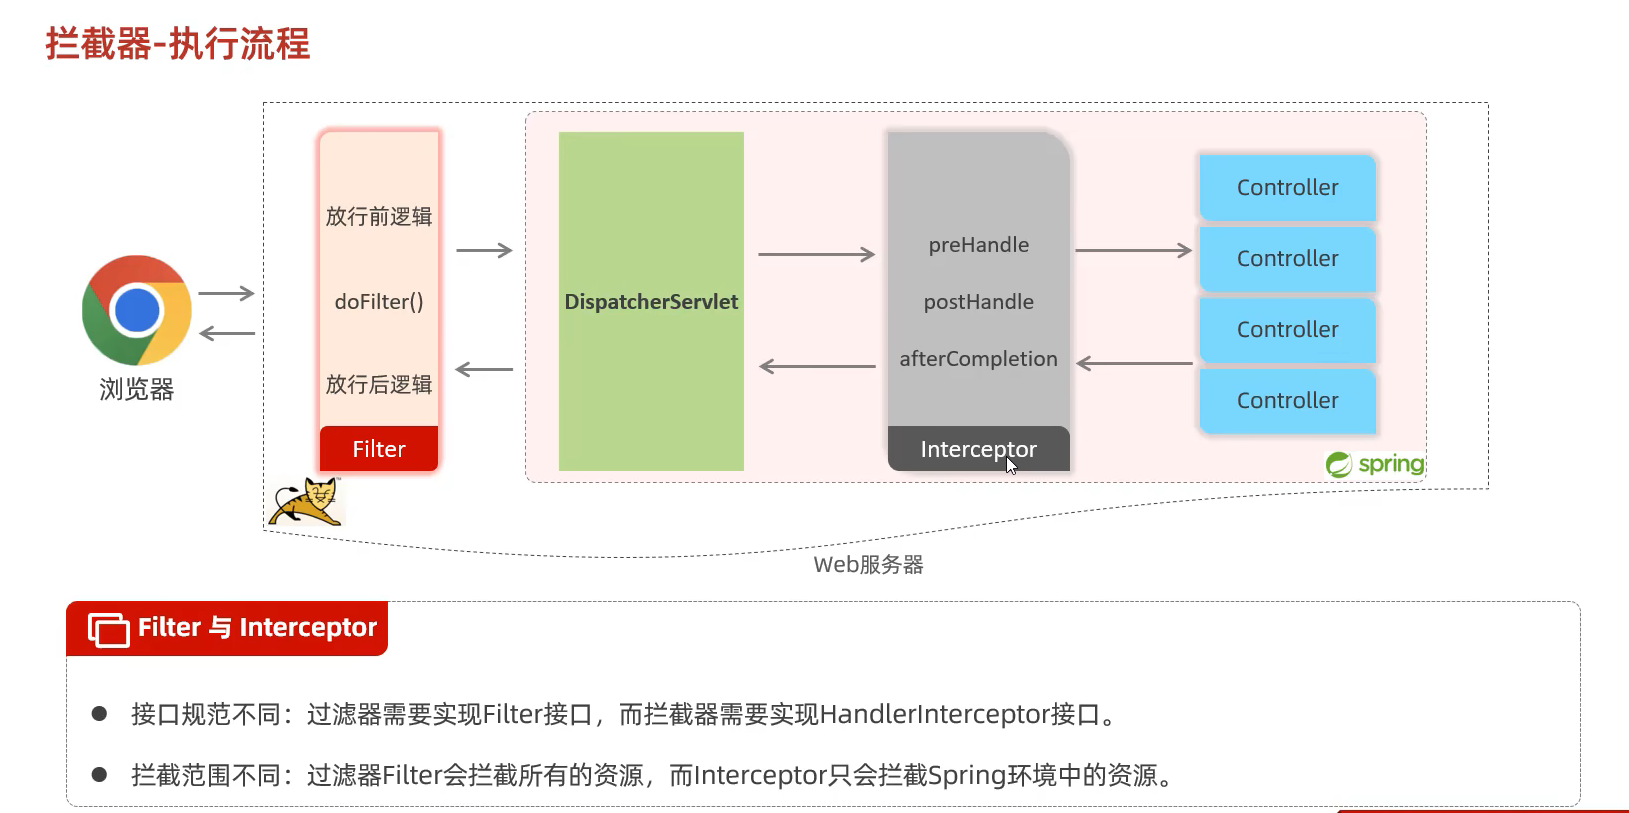 拦截器-执行流程
放行前逻辑
doFilter()
放行后逻辑
Filter
DispatcherServlet
preHandle
postHandle
afterCompletion
Interceptor
Controller
Controller
Controller
Controller
浏览器
spring
Web服务器
Filter 与 Interceptor
接口规范不同：过滤器需要实现Filter接口，而拦截器需要实现HandlerInterceptor接口。
拦截范围不同：过滤器Filter会拦截所有的资源，而Interceptor只会拦截Spring环境中的资源。